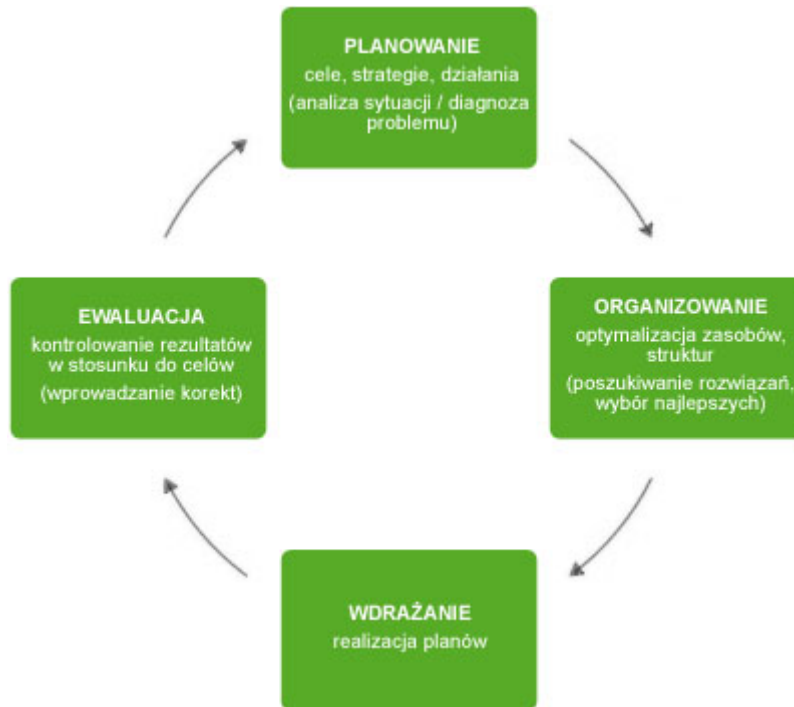 PLANOWANIE
cele, strategie, działania
(analiza sytuacji / diagnoza
problemu)
ORGANIZOWANIE
optymalizacja zasobów,
struktur
(poszukiwanie rozwiązań,
wybór najlepszych)
WDRAŻANIE
realizacja planów
EWALUACJA
kontrolowanie rezultatów
w stosunku do celów
(wprowadzanie korekt)